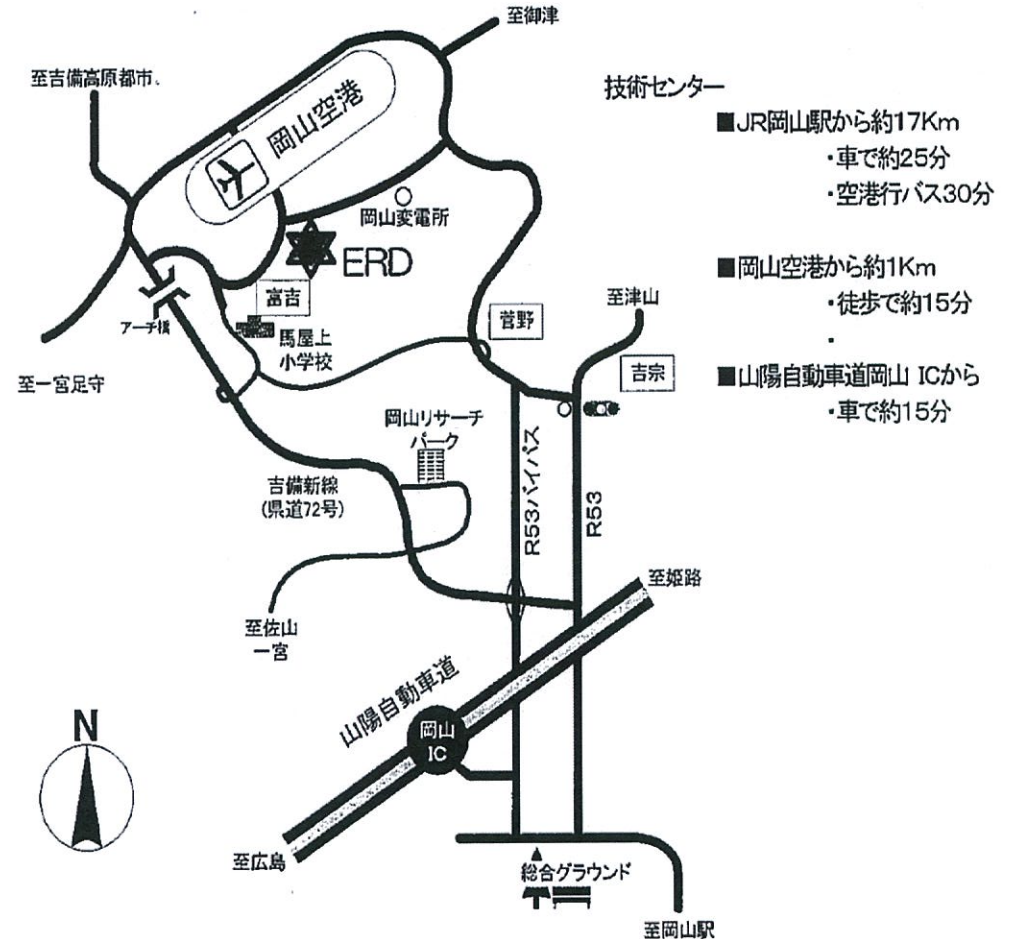 至御津
至吉備高原都市、
岡山空港
岡山変電所
ERD
富吉
アーチ橋
馬屋上
小学校
至一宮足守
菅野
至津山
吉宗
岡山リサーチ
パーク
吉備新線
(県道72号)
R53バイパス
R53
至佐山
一宮
至姫路
山陽自動車道
岡山
IC
N
至広島
総合グラウンド
至岡山駅
技術センター
■JR岡山駅から約17Km
・車で約25分
・空港行バス30分
■岡山空港から約1Km
・徒歩で約15分
・
■山陽自動車道岡山 ICから
・車で約15分